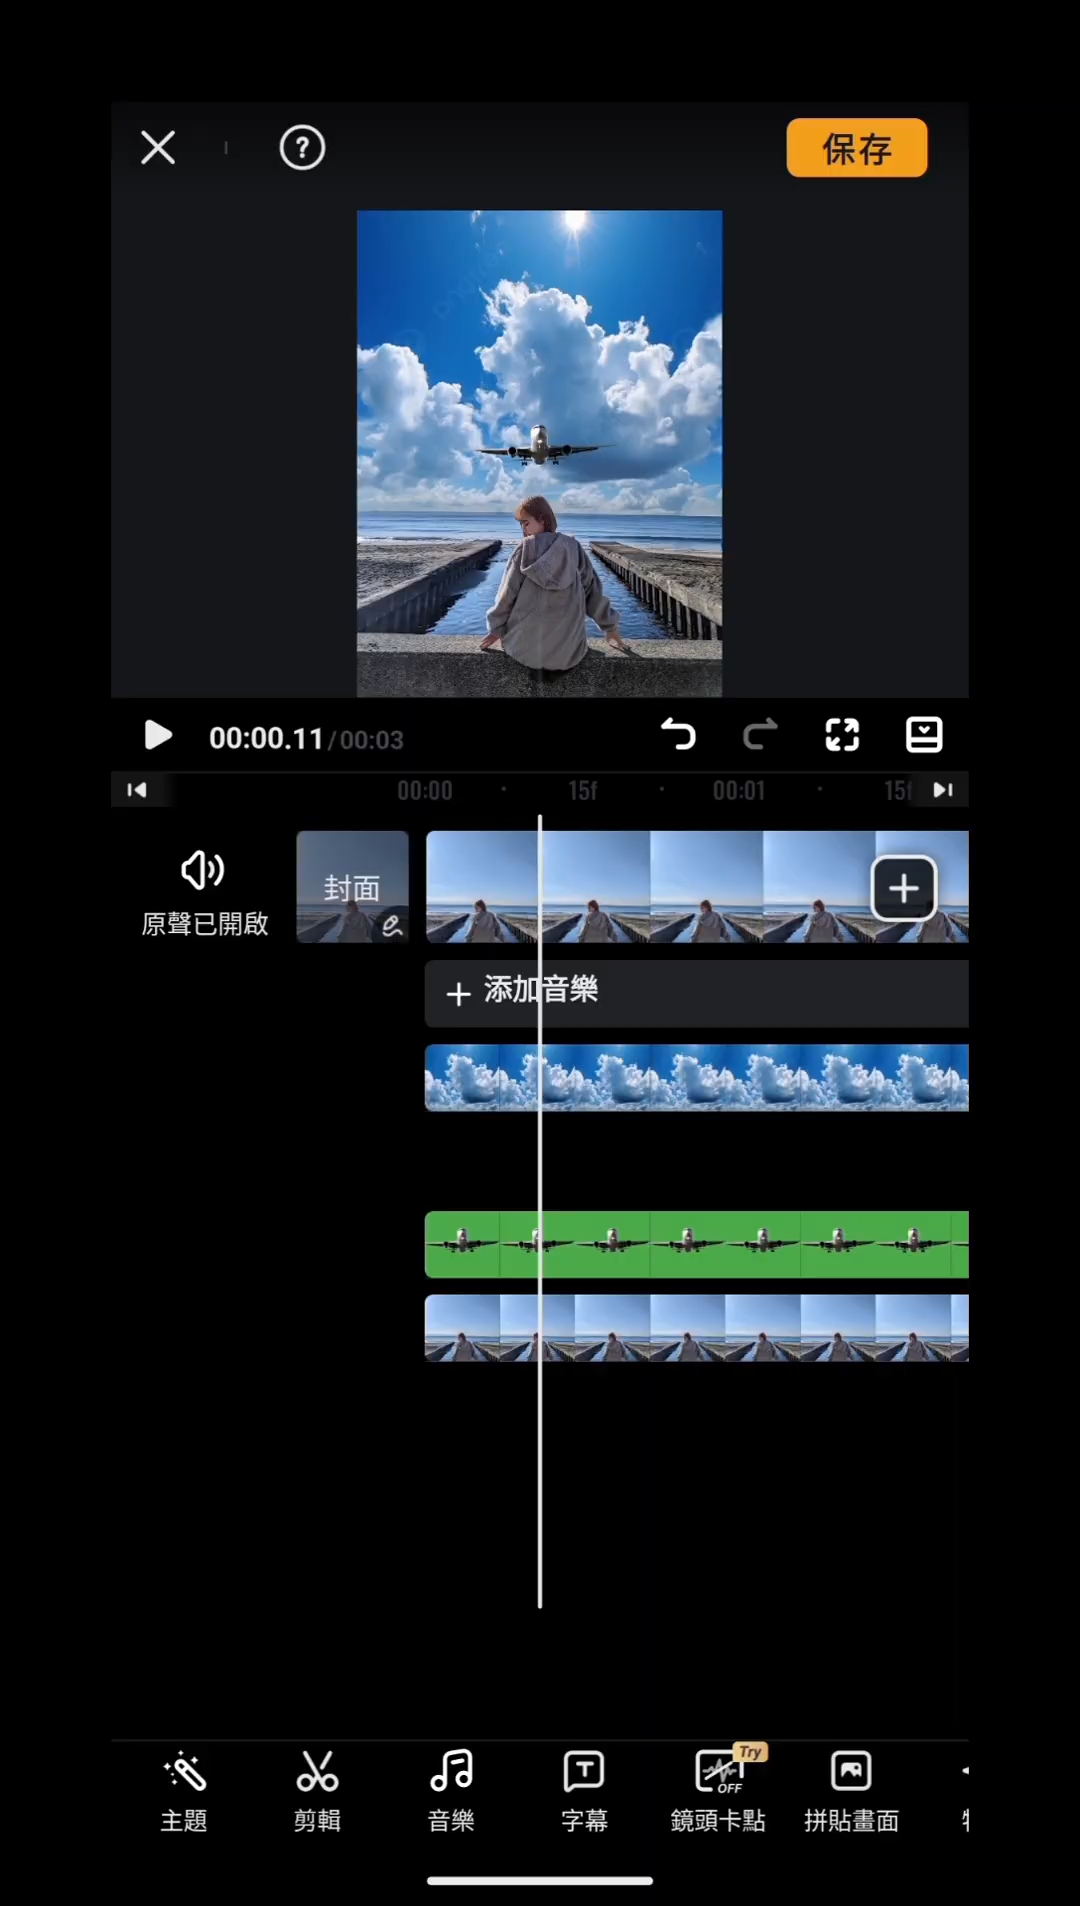 保存
00:00.11/00:03
00:00 15f 00:01 15f
封面
原聲已開啟
添加音樂
Try
OFF
主題 剪輯 音樂 字幕 鏡頭卡點 拼貼畫面